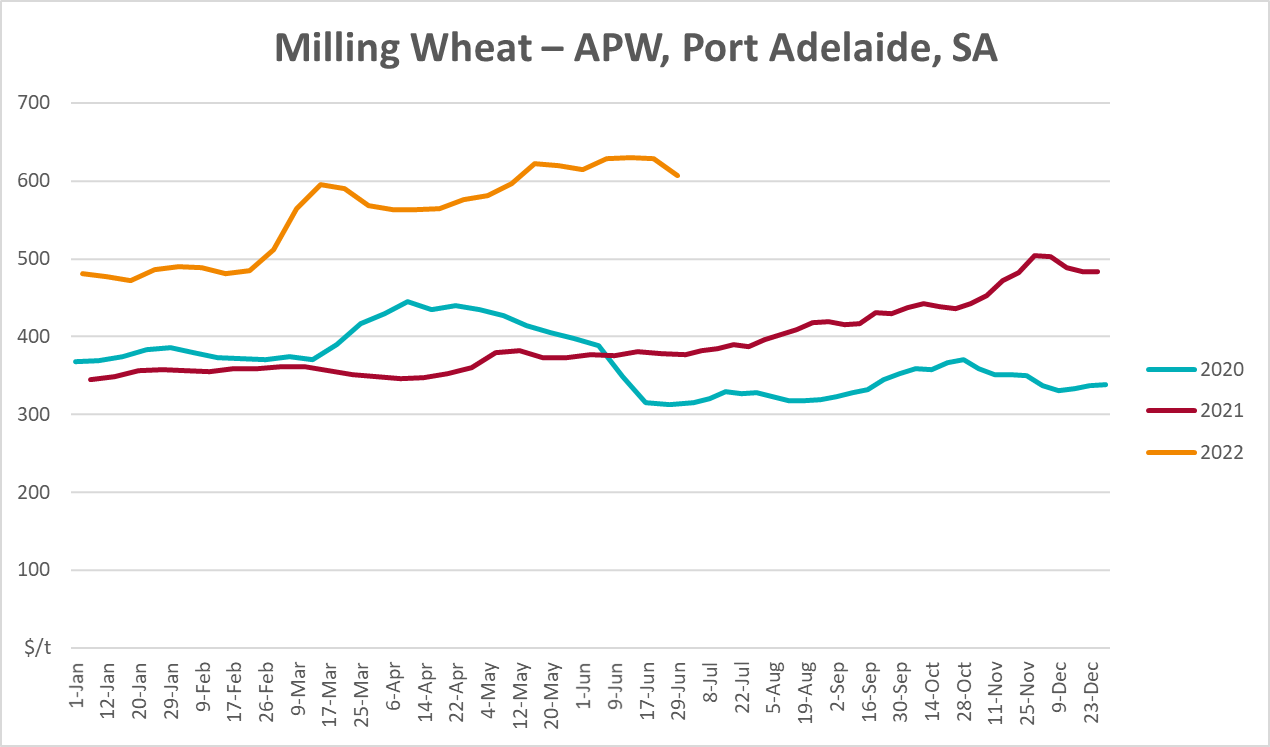 Milling Wheat – APW, Port Adelaide, SA
700
600
500
400
300
200
100
$/t
1-Jan
12-Jan
20-Jan
29-Jan
9-Feb
17-Feb
26-Feb
9-Mar
17-Mar
25-Mar
6-Apr
14-Apr
22-Apr
4-May
12-May
20-May
1-Jun
9-Jun
17-Jun
29-Jun
8-Jul
22-Jul
5-Aug
19-Aug
2-Sep
16-Sep
30-Sep
14-Oct
28-Oct
11-Nov
25-Nov
9-Dec
23-Dec
2020
2021
2022